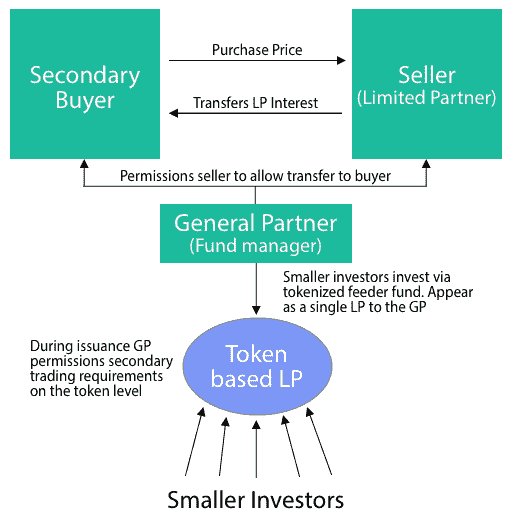 Secondary
Buyer
Purchase Price
Transfers LP Interest
Seller
(Limited Partner)
Permissions seller to allow transfer to buyer
General Partner
(Fund manager)
Smaller investors invest via
tokenized feeder fund. Appear
as a single LP to the GP
During issuance GP
permissions secondary
trading requirements
on the token level
Token
based LP
Smaller Investors